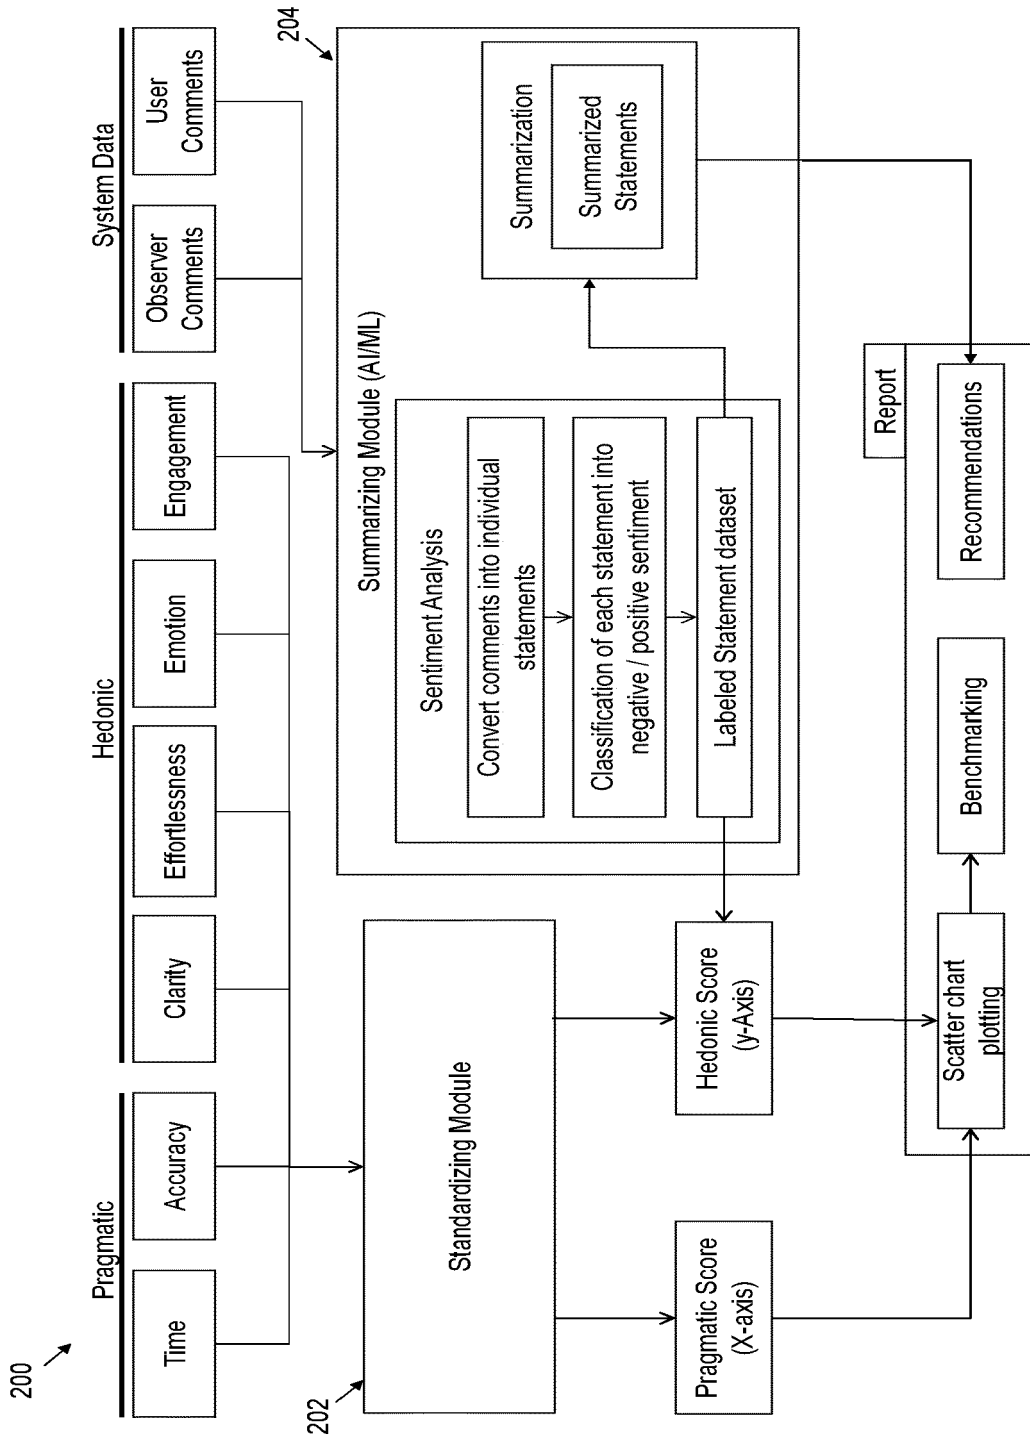 200
Pragmatic
Hedonic
System Data
Time
Accuracy
Clarity
Effortlessness
Emotion
Engagement
Observer
Comments
User
Comments
202
Standardizing Module
204
Summarizing Module (AI/ML)
Sentiment Analysis
Convert comments into individual
statements
Classification of each statement into
negative / positive sentiment
Labeled Statement dataset
Summarization
Summarized
Statements
Pragmatic Score
(X-axis)
Hedonic Score
(y-Axis)
Report
Scatter chart
plotting
Benchmarking
Recommendations